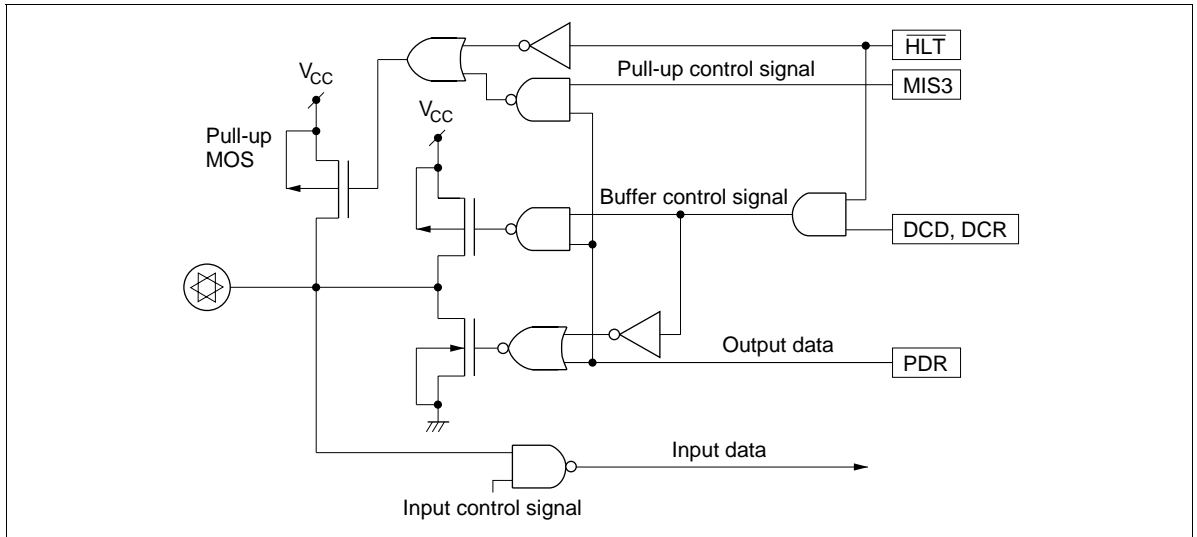 HLT
Pull-up control signal
MIS3
VCC
VCC
Pull-up
MOS
Buffer control signal
DCD, DCR
Output data
PDR
Input data
Input control signal